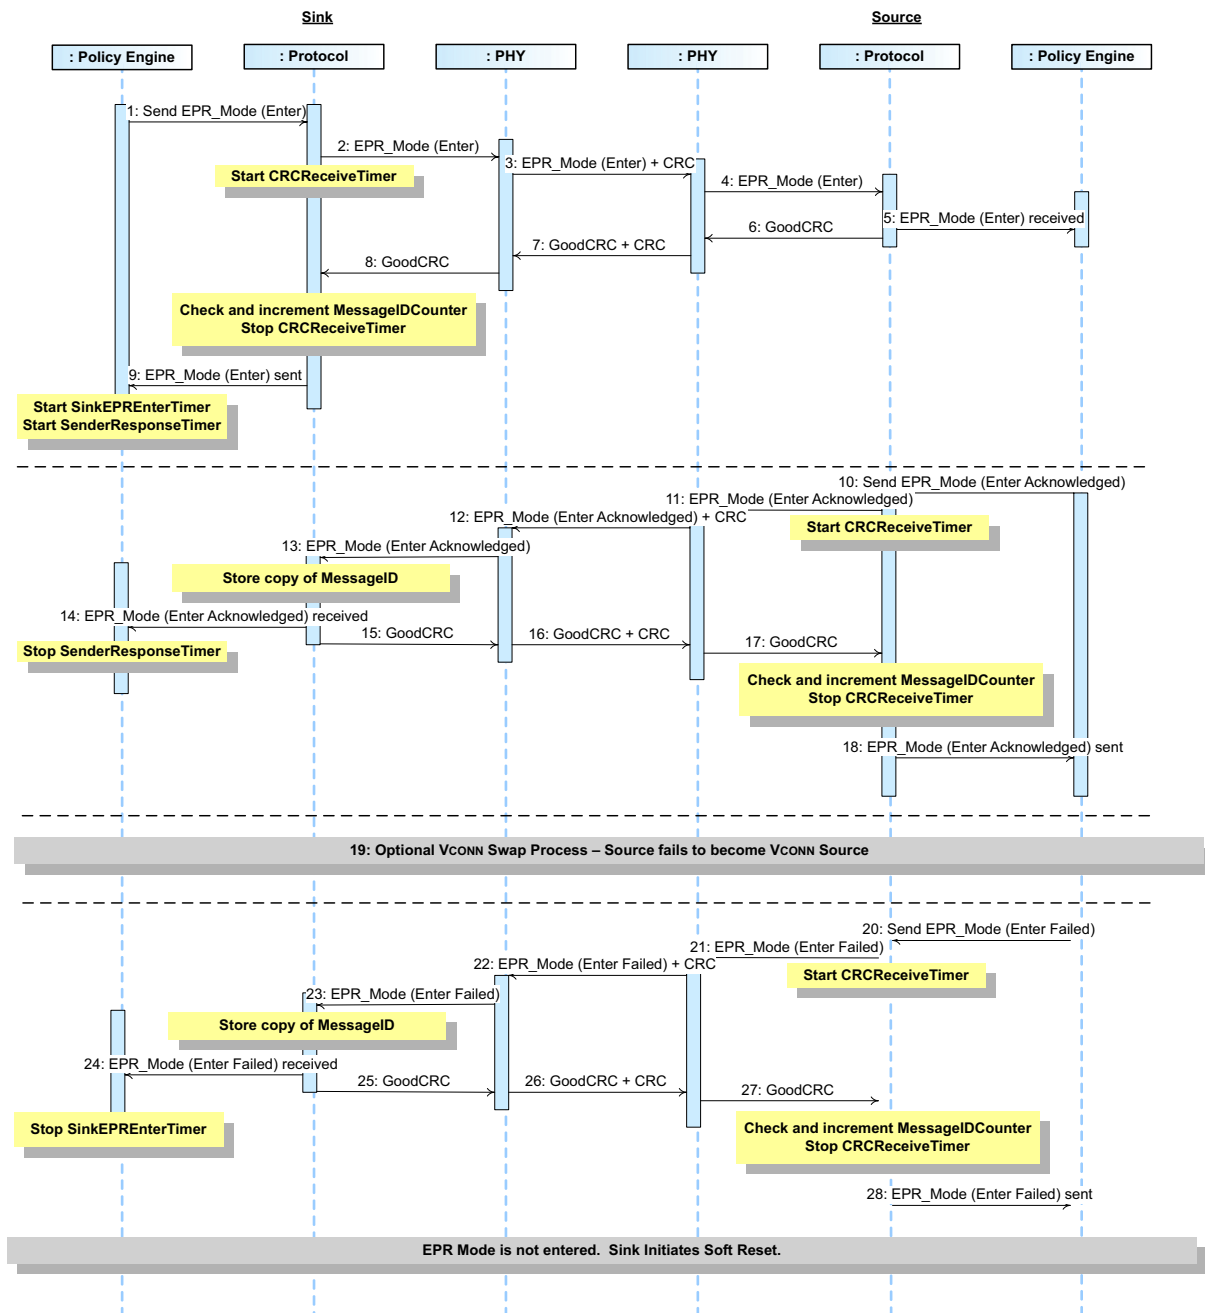 Sink
Source
: Policy Engine
: Protocol
: PHY
: PHY
: Protocol
: Policy Engine
1: Send EPR_Mode (Enter)
2: EPR_Mode (Enter)
Start CRCReceiveTimer
3: EPR_Mode (Enter) + CRC
4: EPR_Mode (Enter)
5: EPR_Mode (Enter) received
6: GoodCRC
7: GoodCRC + CRC
8: GoodCRC
Check and increment MessageIDCounter
Stop CRCReceiveTimer
9: EPR_Mode (Enter) sent
Start SinkEPREnterTimer
Start SenderResponseTimer
10: Send EPR_Mode (Enter Acknowledged)
11: EPR_Mode (Enter Acknowledged)
Start CRCReceiveTimer
12: EPR_Mode (Enter Acknowledged) + CRC
13: EPR_Mode (Enter Acknowledged)
Store copy of MessageID
14: EPR_Mode (Enter Acknowledged) received
15: GoodCRC
16: GoodCRC + CRC
17: GoodCRC
Stop SenderResponseTimer
Check and increment MessageIDCounter
Stop CRCReceiveTimer
18: EPR_Mode (Enter Acknowledged) sent
19: Optional VCONN Swap Process – Source fails to become VCONN Source
20: Send EPR_Mode (Enter Failed)
21: EPR_Mode (Enter Failed)
Start CRCReceiveTimer
22: EPR_Mode (Enter Failed) + CRC
23: EPR_Mode (Enter Failed)
Store copy of MessageID
24: EPR_Mode (Enter Failed) received
25: GoodCRC
26: GoodCRC + CRC
27: GoodCRC
Stop SinkEPREnterTimer
Check and increment MessageIDCounter
Stop CRCReceiveTimer
28: EPR_Mode (Enter Failed) sent
EPR Mode is not entered.  Sink Initiates Soft Reset.